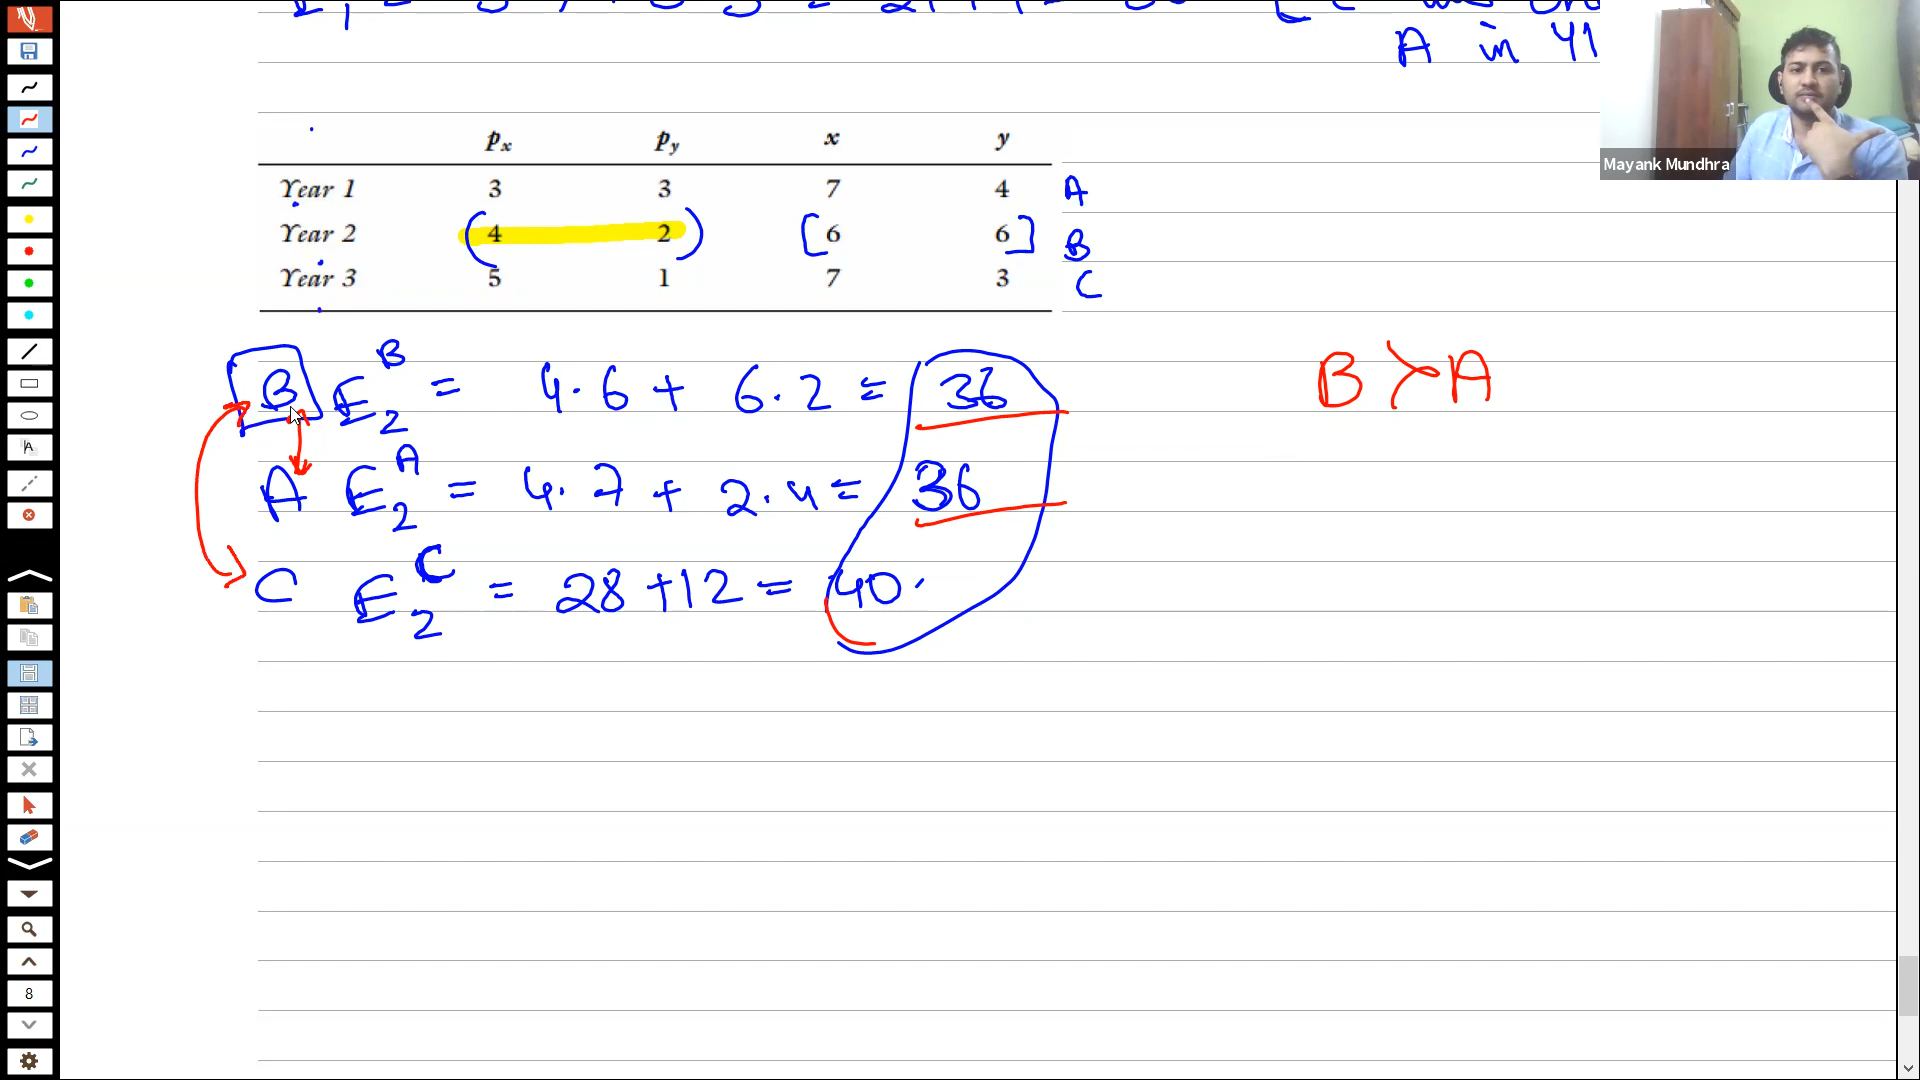 A in Y1
Mayank Mundhra
p_x p_y x y
Year 1 3 3 7 4 A
Year 2 (4 2) [6 6] B
Year 3 5 1 7 3 C
B E_2^B = 4·6 + 6·2 = 36
B ≻ A
A E_2^A = 4·7 + 2·4 = 36
C E_2^C = 28 + 12 = 40·
8